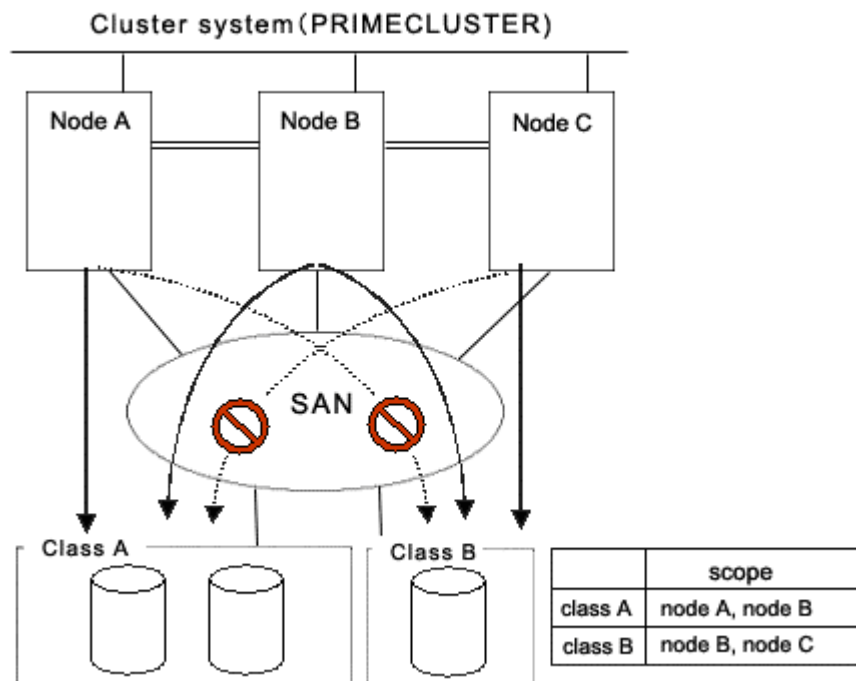 Cluster system(PRIMECLUSTER)
Node A
Node B
Node C
SAN
Class A
Class B
scope
class A node A, node B
class B node B, node C